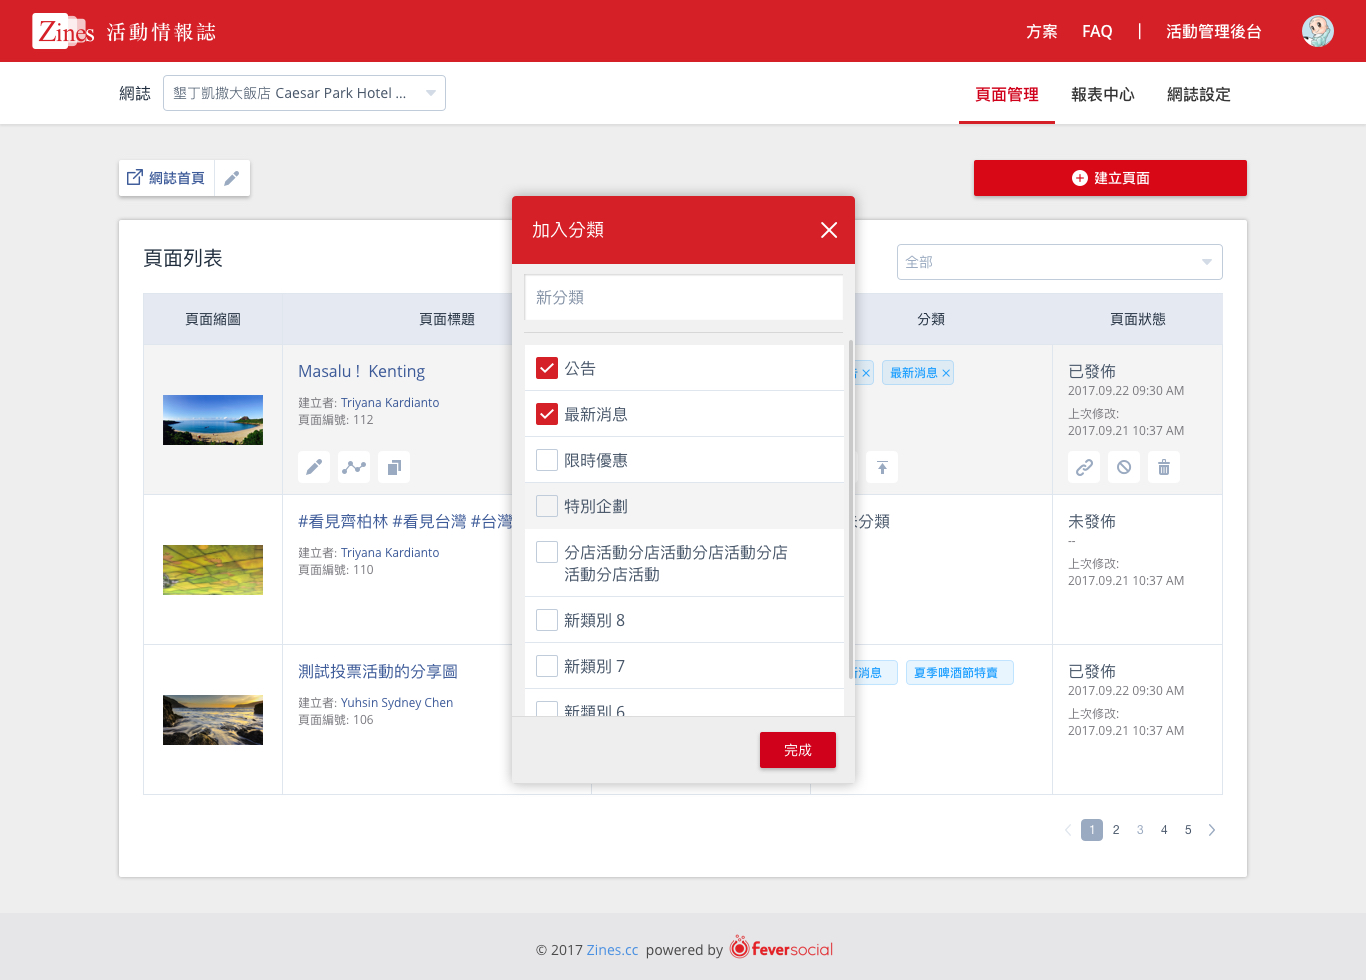 Zines 活動情報誌
方案 FAQ | 活動管理後台
網誌 墾丁凱撒大飯店 Caesar Park Hotel ...
頁面管理 報表中心 網誌設定
網誌首頁
建立頁面
頁面列表
全部
頁面縮圖 頁面標題 分類 頁面狀態
Masalu！ Kenting
建立者: Triyana Kardianto
頁面編號: 112
最新消息 ×
已發佈
2017.09.22 09:30 AM
上次修改:
2017.09.21 10:37 AM
#看見齊柏林 #看見台灣 #台灣
建立者: Triyana Kardianto
頁面編號: 110
分類
未發佈
--
上次修改:
2017.09.21 10:37 AM
測試投票活動的分享圖
建立者: Yuhsin Sydney Chen
頁面編號: 106
消息
夏季啤酒節特賣
已發佈
2017.09.22 09:30 AM
上次修改:
2017.09.21 10:37 AM
加入分類
新分類
公告
最新消息
限時優惠
特別企劃
分店活動分店活動分店活動分店
活動分店活動
新類別 8
新類別 7
新類別 6
完成
1 2 3 4 5
© 2017 Zines.cc powered by feversocial